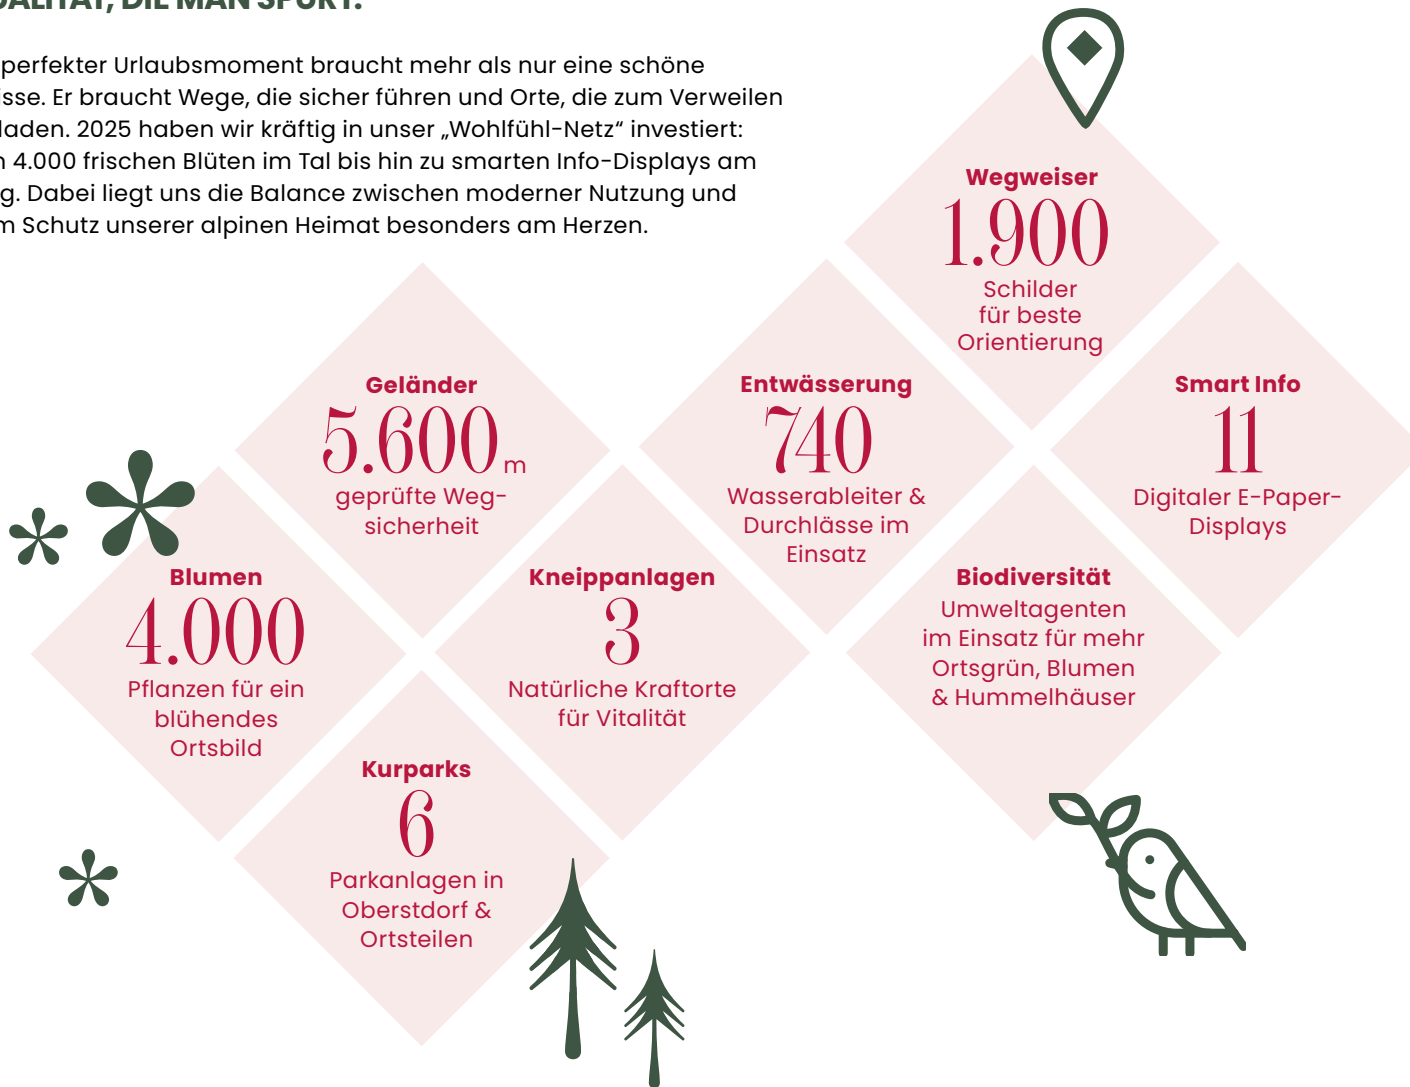 UALITÄT, DIE MAN SPÜRT.
perfekter Urlaubsmoment braucht mehr als nur eine schöne
isse. Er braucht Wege, die sicher führen und Orte, die zum Verweilen
laden. 2025 haben wir kräftig in unser „Wohlfühl-Netz“ investiert:
n 4.000 frischen Blüten im Tal bis hin zu smarten Info-Displays am
g. Dabei liegt uns die Balance zwischen moderner Nutzung und
m Schutz unserer alpinen Heimat besonders am Herzen.
Wegweiser
1.900
Schilder
für beste
Orientierung
Geländer
5.600 m
geprüfte Weg-
sicherheit
Entwässerung
740
Wasserableiter &
Durchlässe im
Einsatz
Smart Info
11
Digitaler E-Paper-
Displays
Blumen
4.000
Pflanzen für ein
blühendes
Ortsbild
Kneippanlagen
3
Natürliche Kraftorte
für Vitalität
Biodiversität
Umweltagenten
im Einsatz für mehr
Ortsgrün, Blumen
& Hummelhäuser
Kurparks
6
Parkanlagen in
Oberstdorf &
Ortsteilen